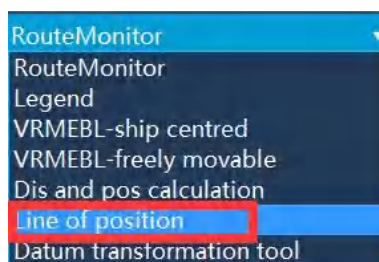 RouteMonitor
RouteMonitor
Legend
VRMEBL-ship centred
VRMEBL-freely movable
Dis and pos calculation
Line of position
Datum transformation tool